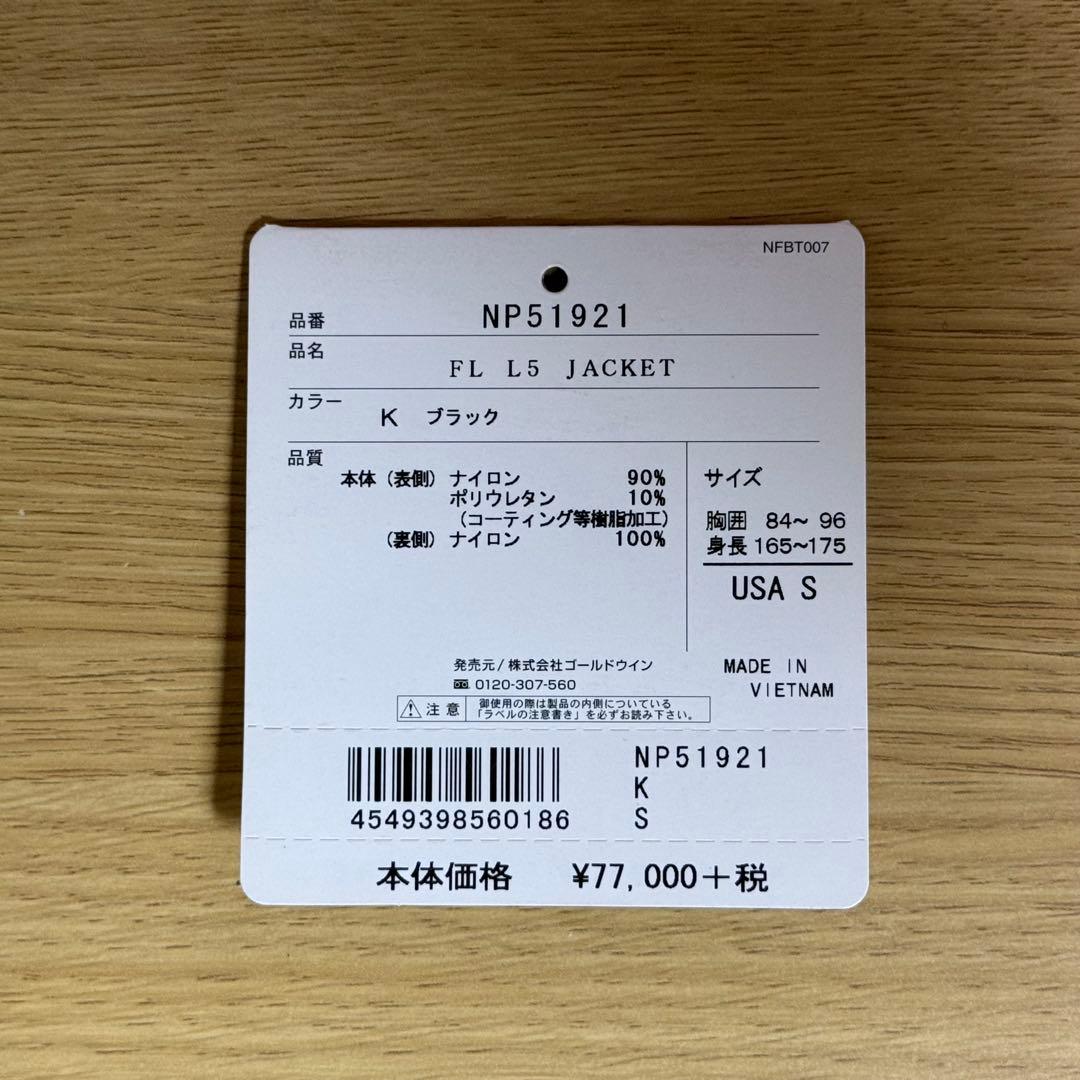 NFBT007
品番 NP51921
品名
FL L5 JACKET
カラー
K ブラック
品質
本体 (表側) ナイロン 90%
ポリウレタン 10%
(コーティング等樹脂加工)
(裏側) ナイロン 100%
サイズ
胸囲 84〜 96
身長 165〜175
USA S
発売元/株式会社ゴールドウイン
0120-307-560
注意
御使用の際は製品の内側についている
「ラベルの注意書き」を必ずお読み下さい。
MADE IN
VIETNAM
4549398560186
NP51921
K
S
本体価格 ¥77,000+税